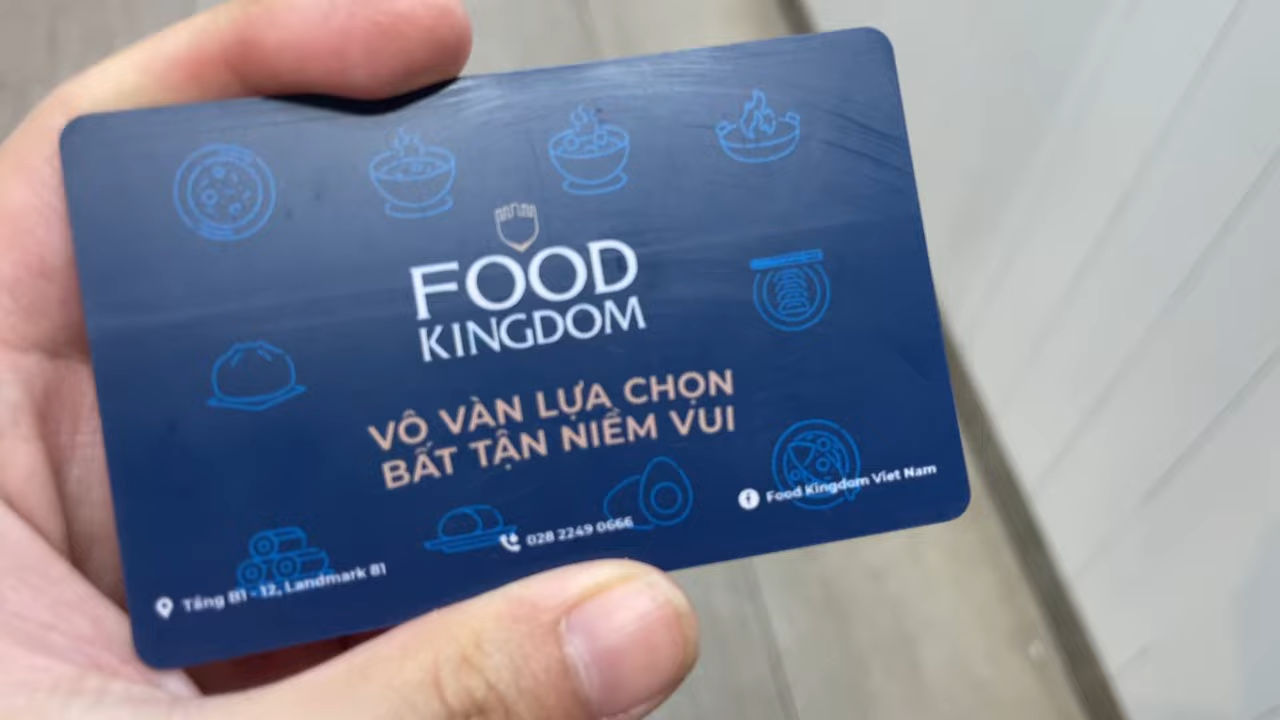 FOOD
KINGDOM
VÔ VÀN LỰA CHỌN
BẤT TẬN NIỀM VUI
Food Kingdom Viet Nam
028 2249 0666
Tầng B1 - 12, Landmark 81